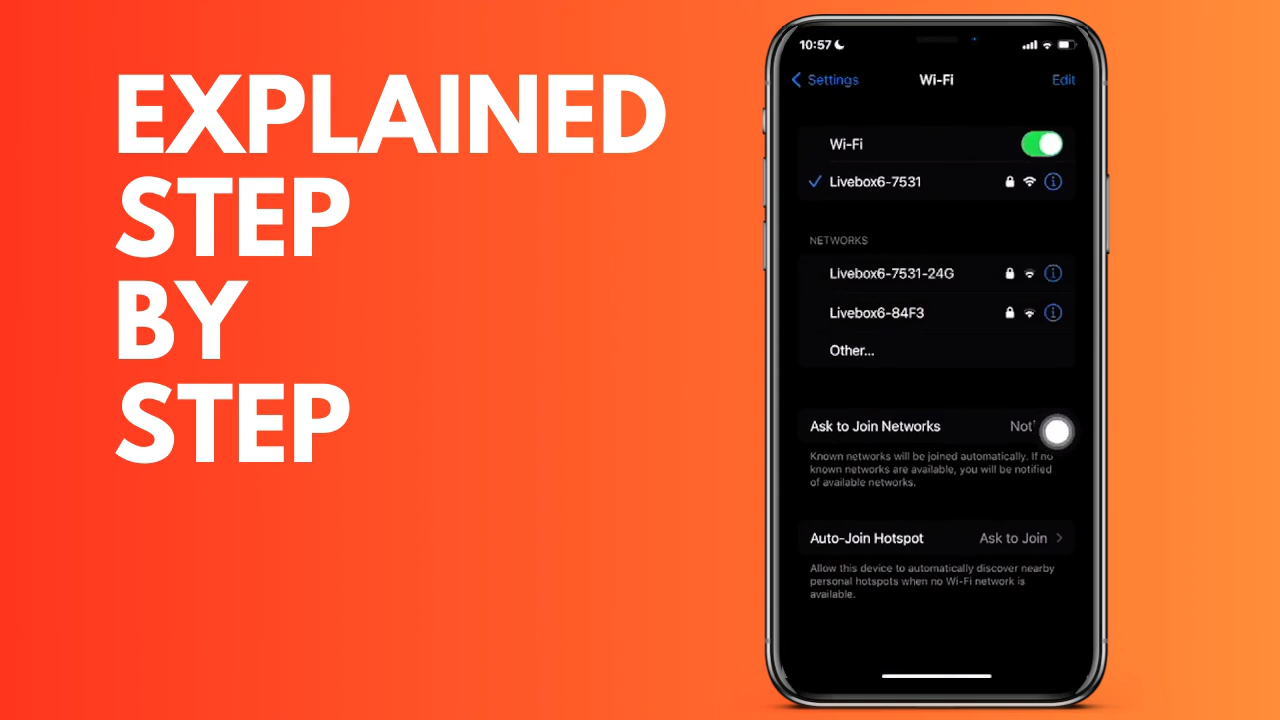 EXPLAINED
STEP
BY
STEP
10:57
Settings
Wi-Fi
Edit
Wi-Fi
Livebox6-7531
NETWORKS
Livebox6-7531-24G
Livebox6-84F3
Other...
Ask to Join Networks
Known networks will be joined automatically. If no
known networks are available, you will be notified
of available networks.
Auto-Join Hotspot
Ask to Join
Allow this device to automatically discover nearby
personal hotspots when no Wi-Fi network is
available.